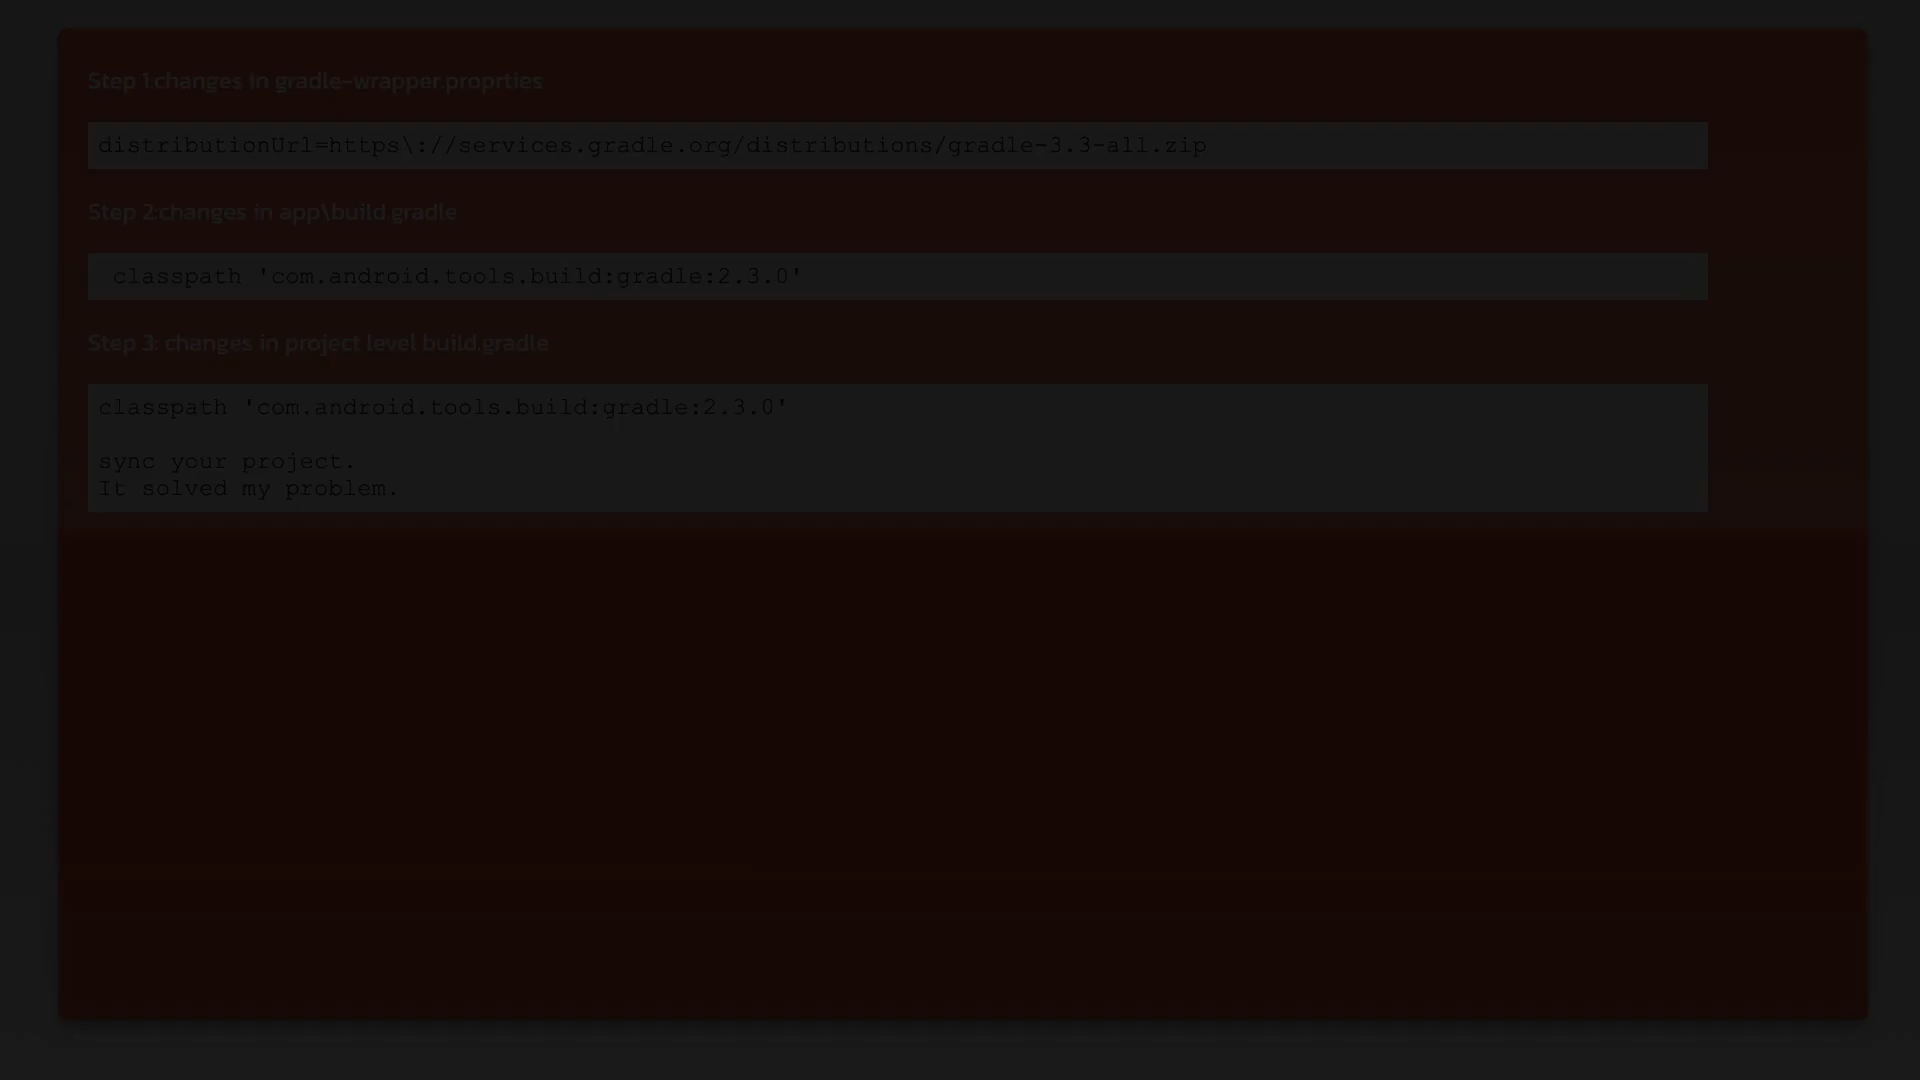 Step 1:changes in gradle-wrapper.proprties
distributionUrl=https\://services.gradle.org/distributions/gradle-3.3-all.zip
Step 2:changes in app\build.gradle
classpath 'com.android.tools.build:gradle:2.3.0'
Step 3: changes in project level build.gradle
classpath 'com.android.tools.build:gradle:2.3.0'
sync your project.
It solved my problem.